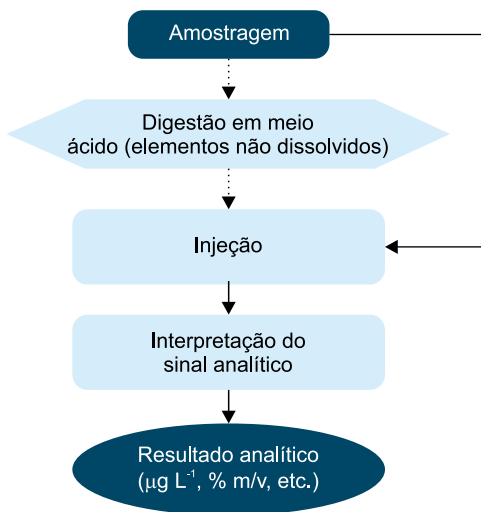 Amostragem
Digestão em meio
ácido (elementos não dissolvidos)
Injeção
Interpretação do
sinal analítico
Resultado analítico
(μg L⁻¹, % m/v, etc.)